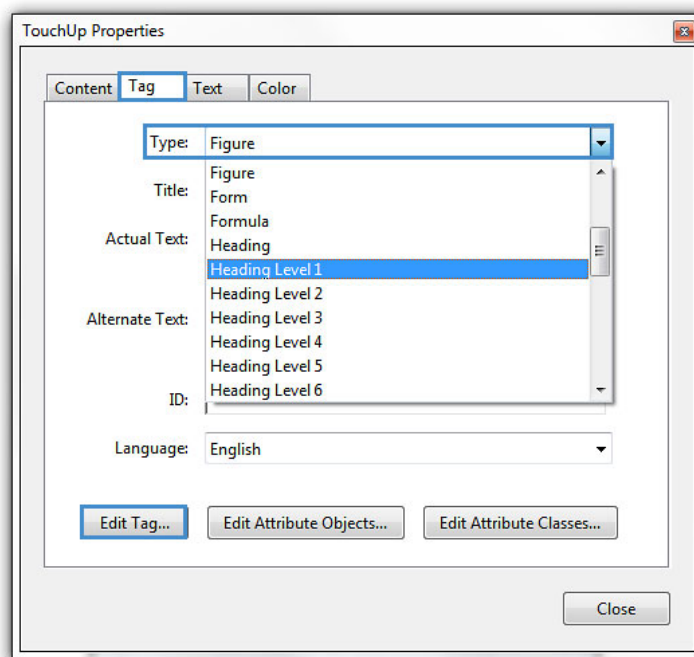 TouchUp Properties
Content Tag Text Color
Type: Figure
Figure
Title:
Form
Formula
Actual Text:
Heading
Heading Level 1
Heading Level 2
Alternate Text:
Heading Level 3
Heading Level 4
Heading Level 5
Heading Level 6
ID:
Language: English
Edit Tag... Edit Attribute Objects... Edit Attribute Classes...
Close